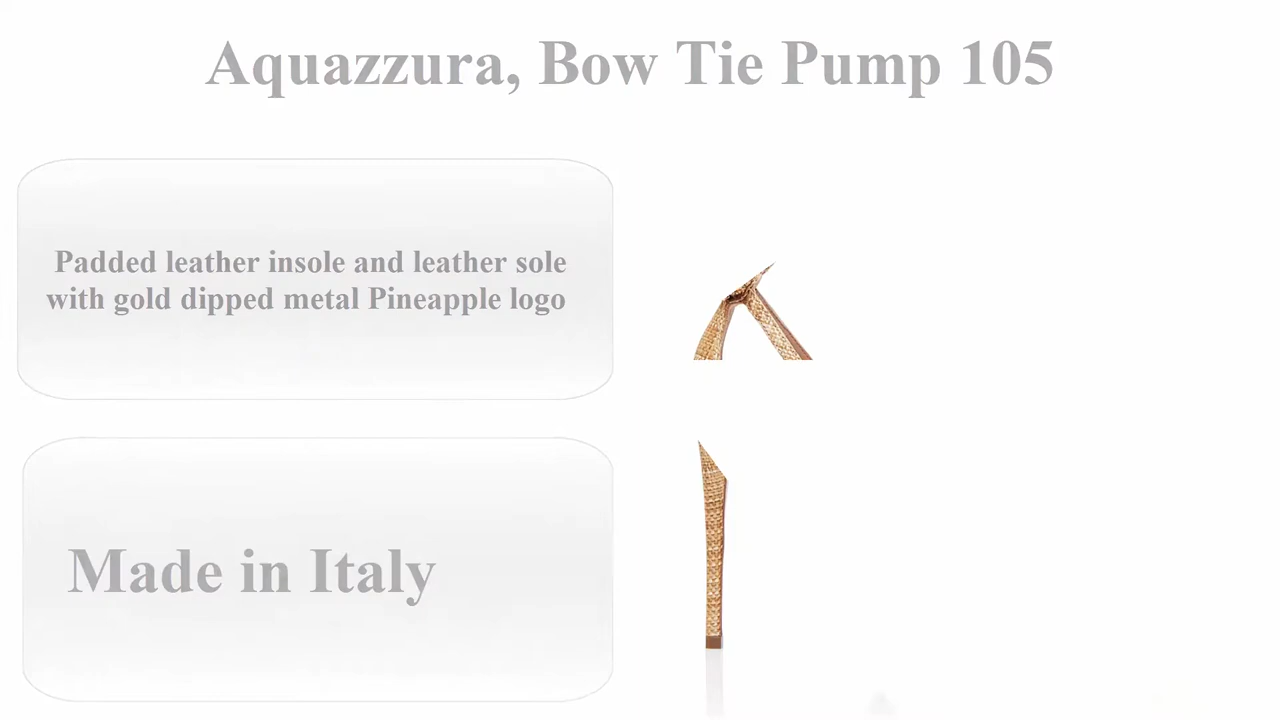 Aquazzura, Bow Tie Pump 105
Padded leather insole and leather sole
with gold dipped metal Pineapple logo
Made in Italy